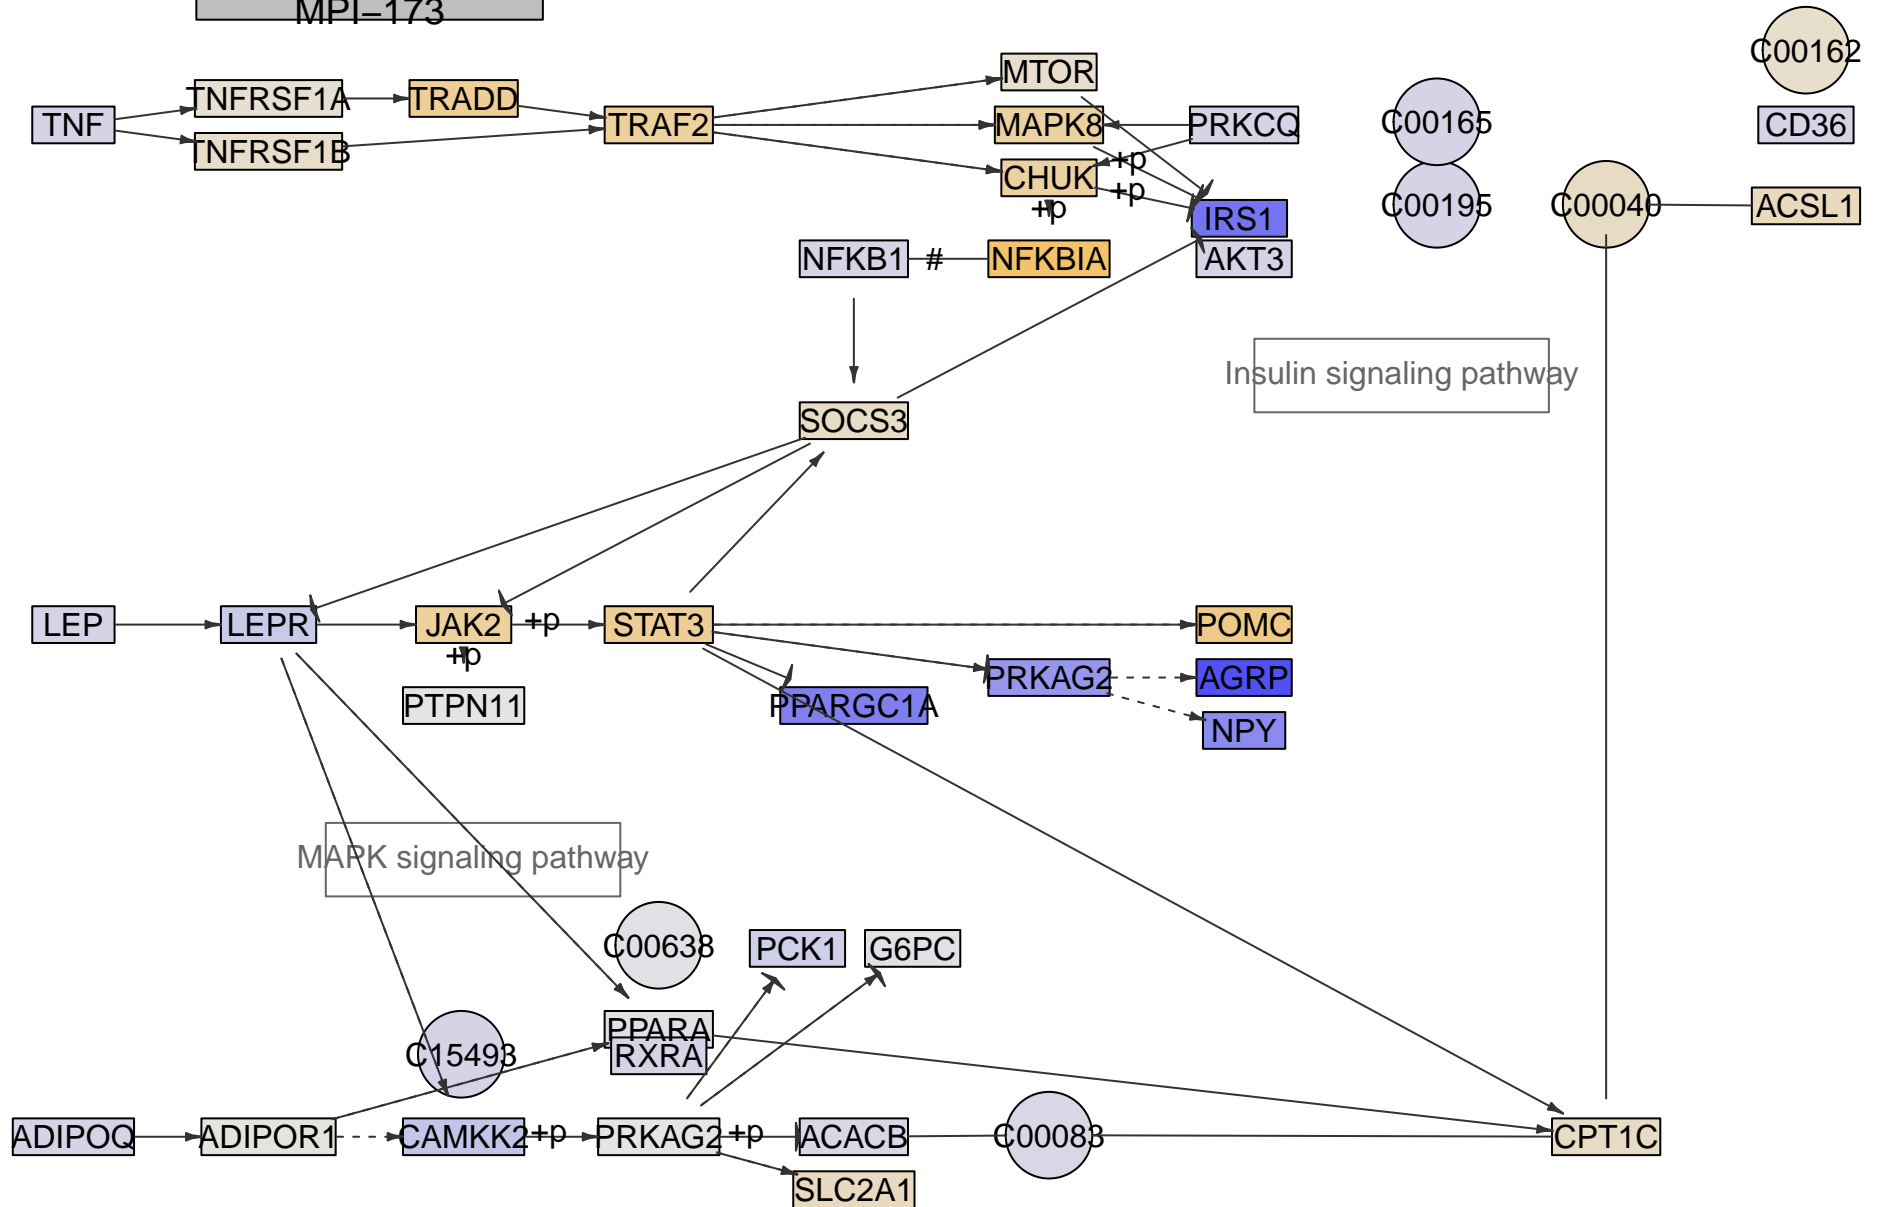 MPI–173
C00162
MTOR
TNFRSF1A
TRADD
TNF
TRAF2
MAPK8
PRKCQ
C00165
CD36
TNFRSF1B
+p
CHUK
+p
+p
IRS1
C00195
C00040
ACSL1
NFKB1
#
NFKBIA
AKT3
Insulin signaling pathway
SOCS3
LEP
LEPR
JAK2
+p
STAT3
POMC
+p
PRKAG2
AGRP
PTPN11
PPARGC1A
NPY
MAPK signaling pathway
C00638
PCK1
G6PC
PPARA
RXRA
C15493
ADIPOQ
ADIPOR1
CAMKK2
+p
PRKAG2
+p
ACACB
C00083
CPT1C
SLC2A1